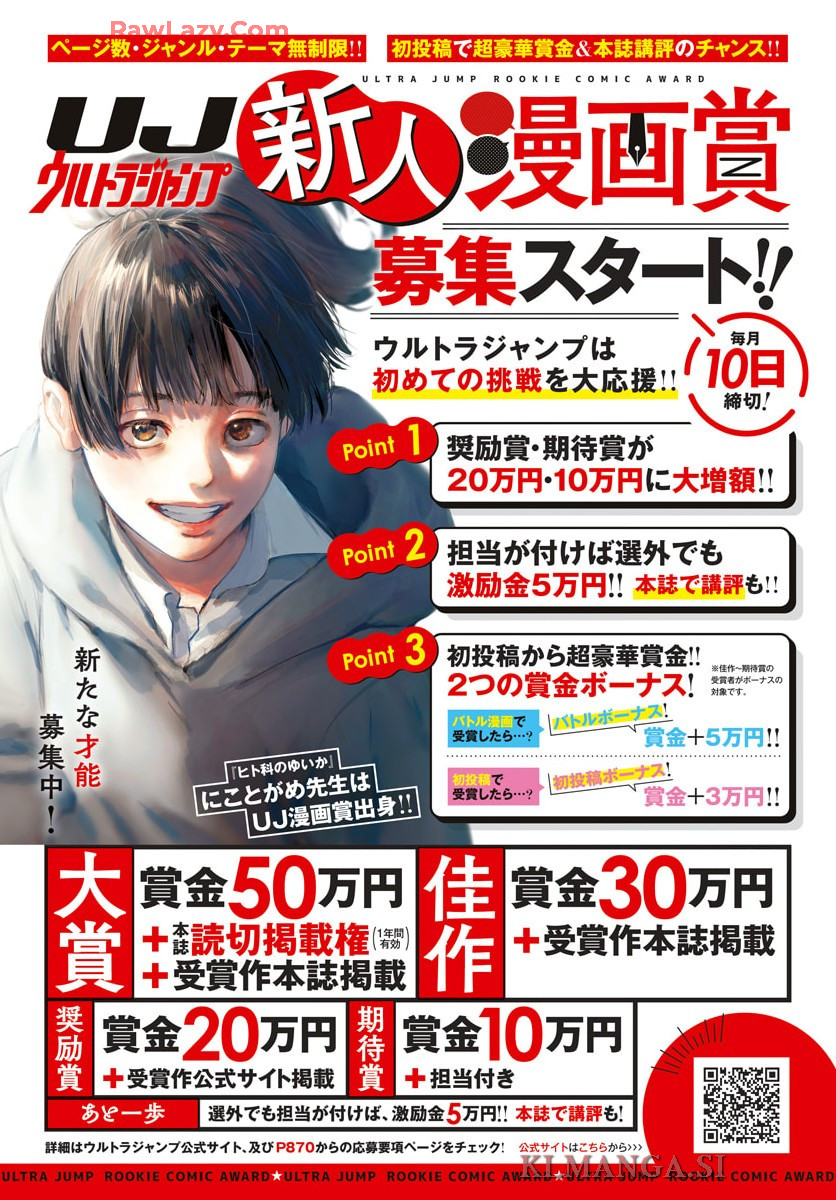 RawLazy.Com
ページ数・ジャンル・テーマ無制限!!
初投稿で超豪華賞金&本誌講評のチャンス!!
ULTRA JUMP ROOKIE COMIC AWARD
UJ
ウルトラジャンプ
新人漫画賞
募集スタート!!
ウルトラジャンプは
初めての挑戦を大応援!!
毎月
10日
締切!
Point 1
奨励賞・期待賞が
20万円・10万円に大増額!!
Point 2
担当が付けば選外でも
激励金5万円!! 本誌で講評も!!
Point 3
初投稿から超豪華賞金!!
2つの賞金ボーナス!
※佳作〜期待賞の
受賞者がボーナスの
対象です。
バトル漫画で
受賞したら…?
バトルボーナス!
賞金+5万円!!
初投稿で
受賞したら…?
初投稿ボーナス!
賞金+3万円!!
新たな才能
募集中!
『ヒト科のゆいか』
にことがめ先生は
UJ漫画賞出身!!
大賞
賞金50万円
+本誌読切掲載権(1年間有効)
+受賞作本誌掲載
佳作
賞金30万円
+受賞作本誌掲載
奨励賞
賞金20万円
+受賞作公式サイト掲載
期待賞
賞金10万円
+担当付き
あと一歩
選外でも担当が付けば、激励金5万円!! 本誌で講評も!
詳細はウルトラジャンプ公式サイト、及びP870からの応募要項ページをチェック!
公式サイトはこちらから>>>
KLMANGA.SI
ULTRA JUMP ROOKIE COMIC AWARD★ULTRA JUMP ROOKIE COMIC AWARD★ULTRA JUMP ROOKIE COMIC AWARD